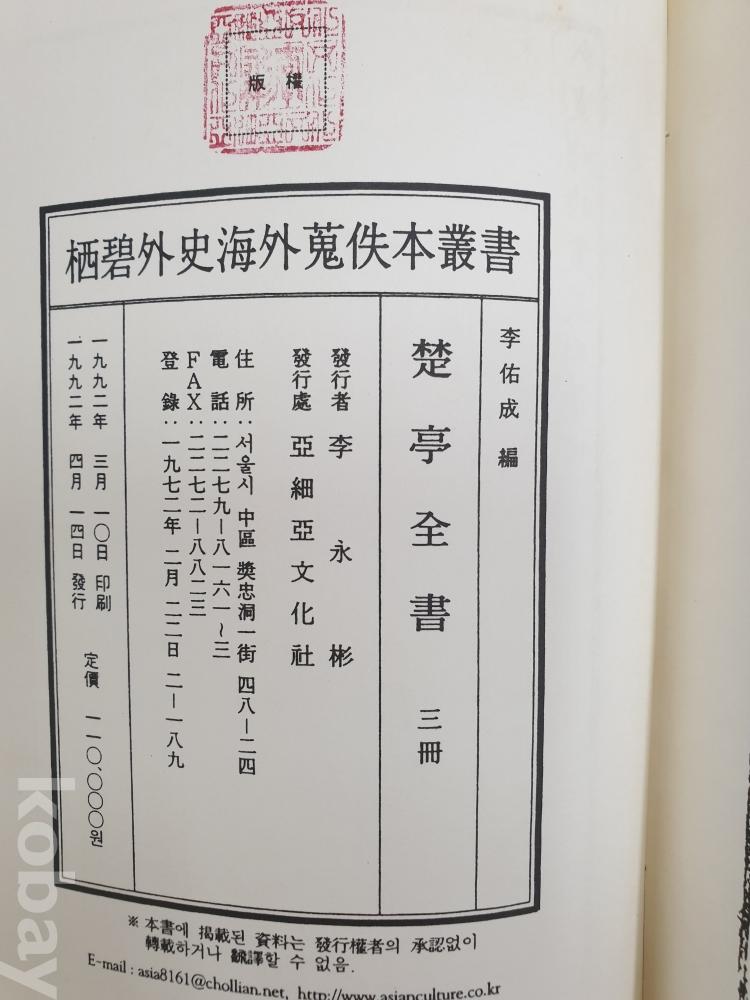 版權
栖碧外史海外蒐佚本叢書
李佑成 編
楚亭全書 三冊
發行者 李永彬
發行處 亞細亞文化社
住所:서울시 中區 奬忠洞一街 四八-二四
電話:二二七九-八一六一~三
FAX:二二七二-八八二三
登錄:一九七二年 二月 二二日 二-一八九
一九九二年 三月 一〇日 印刷
一九九二年 四月 一四日 發行
定價 一一〇,〇〇〇원
※ 本書에 揭載된 資料는 發行權者의 承認없이
轉載하거나 飜譯할 수 없음.
E-mail : asia8161@chollian.net, http://www.asianculture.co.kr
kobay